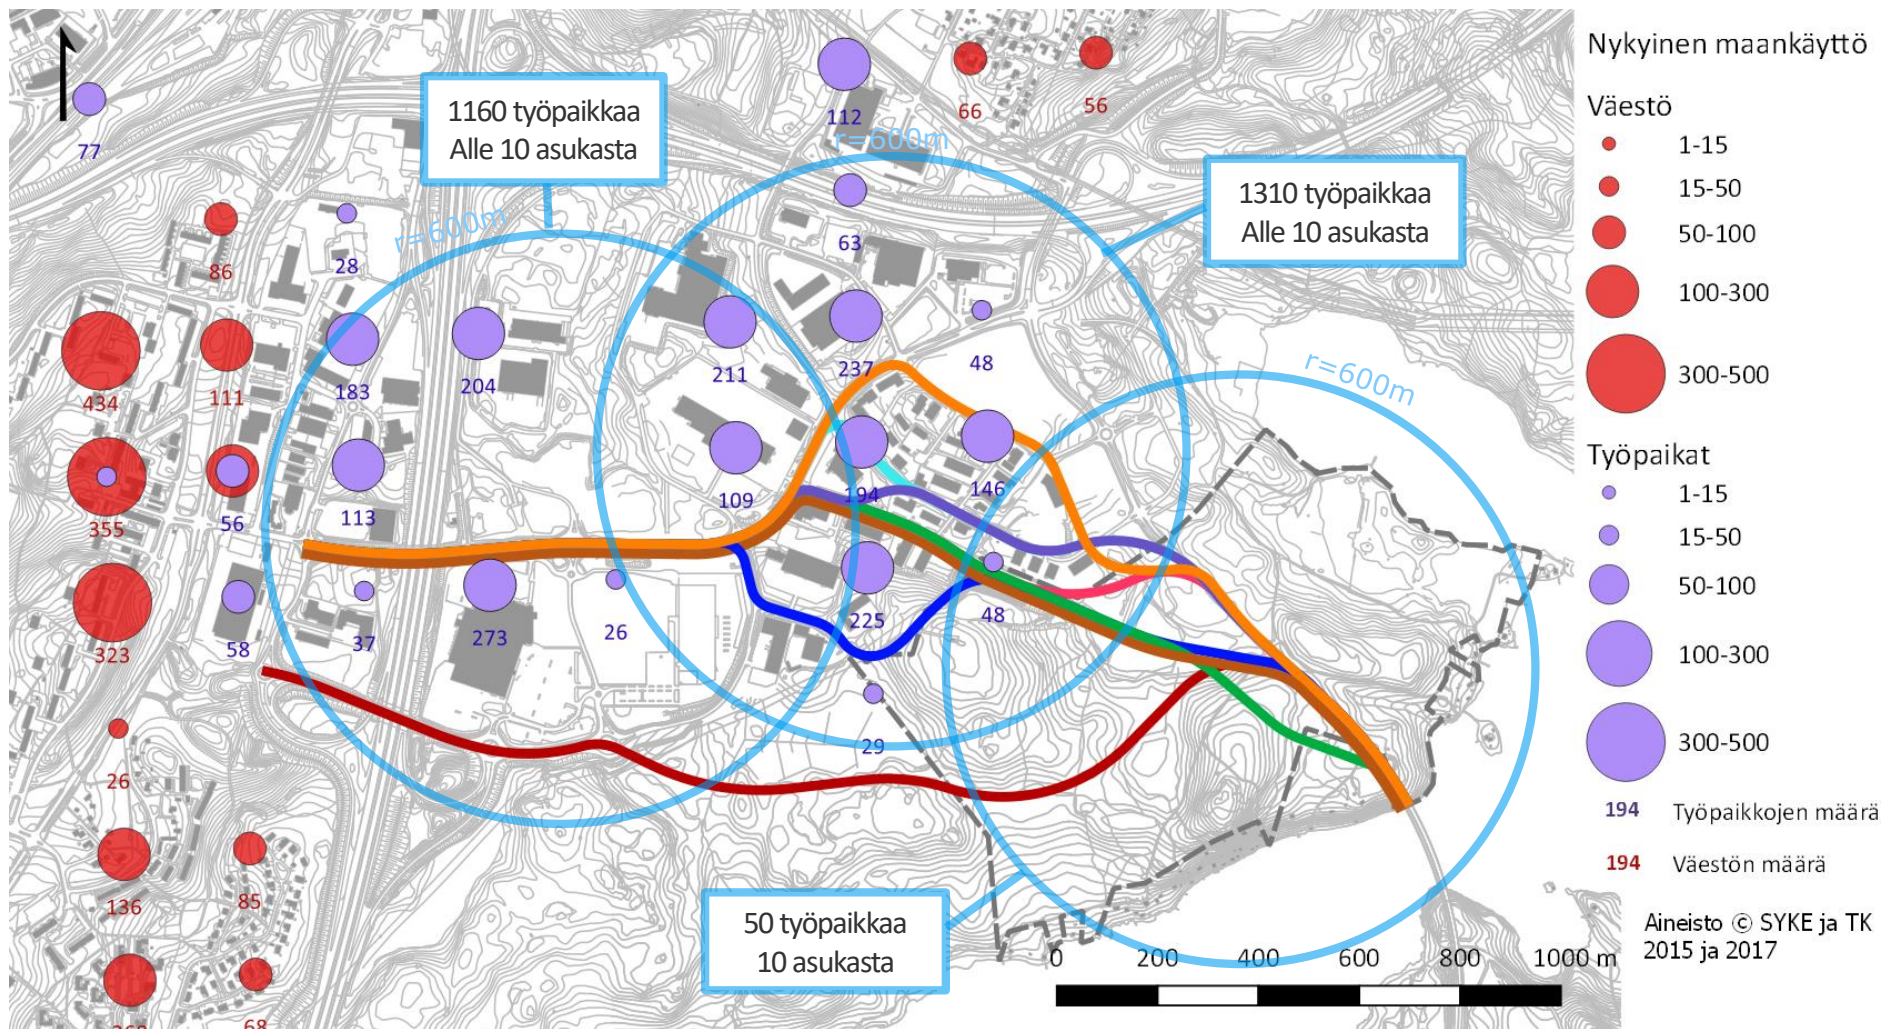 Nykyinen maankäyttö
Väestö
1-15
15-50
50-100
100-300
300-500
Työpaikat
1-15
15-50
50-100
100-300
300-500
194 Työpaikkojen määrä
194 Väestön määrä
Aineisto © SYKE ja TK
2015 ja 2017
1160 työpaikkaa
Alle 10 asukasta
1310 työpaikkaa
Alle 10 asukasta
50 työpaikkaa
10 asukasta
r=600m
r=600m
r=600m
77
112
66
56
63
86
28
434
111
183
204
211
237
48
355
56
113
109
194
146
323
58
37
273
26
225
48
29
26
136
85
68
0 200 400 600 800 1000 m